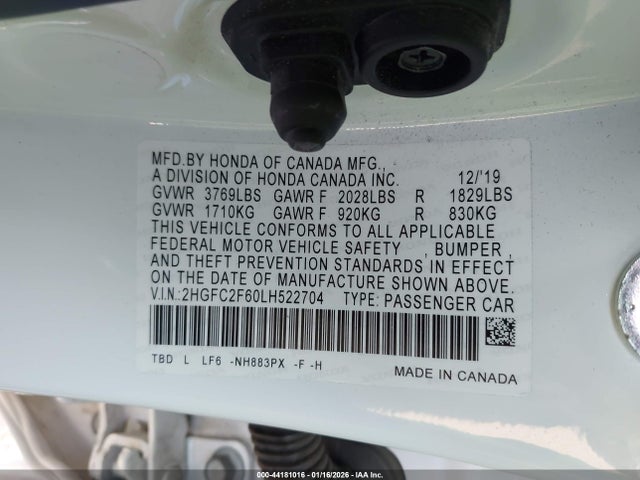 MFD.BY HONDA OF CANADA MFG.,
A DIVISION OF HONDA CANADA INC. 12/'19
GVWR 3769LBS GAWR F 2028LBS R 1829LBS
GVWR 1710KG GAWR F 920KG R 830KG
THIS VEHICLE CONFORMS TO ALL APPLICABLE
FEDERAL MOTOR VEHICLE SAFETY , BUMPER ,
AND THEFT PREVENTION STANDARDS IN EFFECT
ON THE DATE OF MANUFACTURE SHOWN ABOVE.
V.I.N.:2HGFC2F60LH522704 TYPE: PASSENGER CAR
TBD L LF6 -NH883PX -F -H
MADE IN CANADA
000-44181016 - 01/16/2026 - IAA Inc.